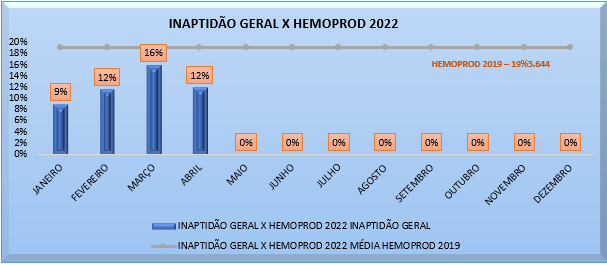 INAPTIDÃO GERAL X HEMOPROD 2022
20%
18%
16%
14%
12%
10%
8%
6%
4%
2%
0%
HEMOPROD 2019 – 19%3.644
9%
12%
16%
12%
0%
0%
0%
0%
0%
0%
0%
0%
JANEIRO
FEVEREIRO
MARÇO
ABRIL
MAIO
JUNHO
JULHO
AGOSTO
SETEMBRO
OUTUBRO
NOVEMBRO
DEZEMBRO
INAPTIDÃO GERAL X HEMOPROD 2022 INAPTIDÃO GERAL
INAPTIDÃO GERAL X HEMOPROD 2022 MÉDIA HEMOPROD 2019